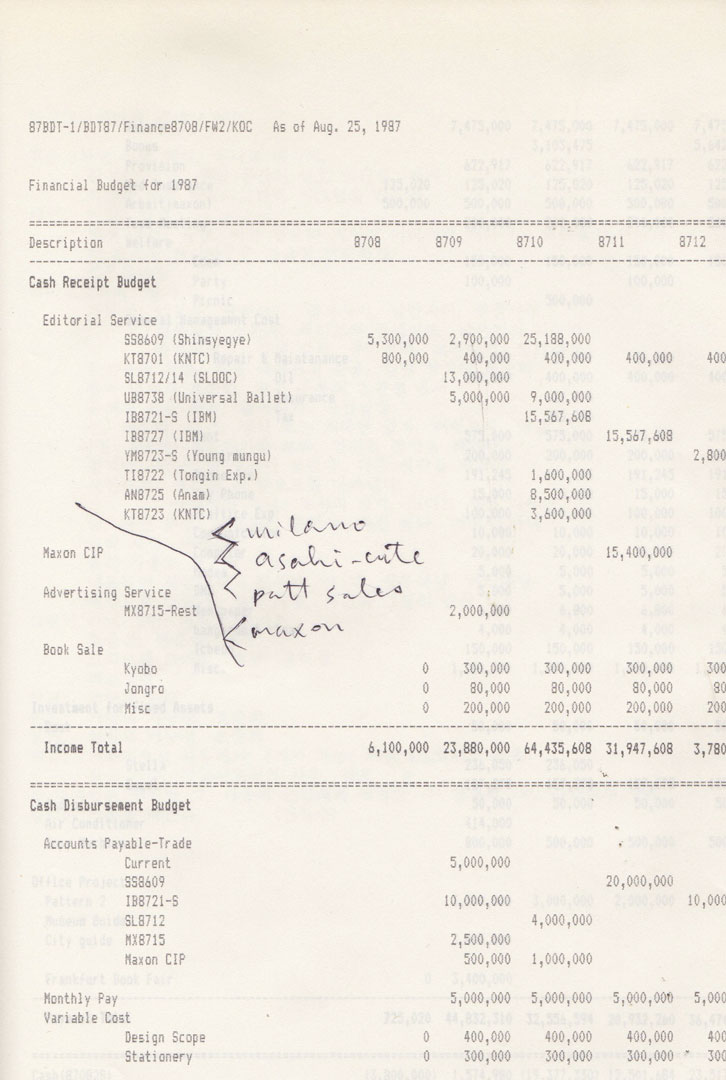 87BDT-1/BDT87/Finance8708/FW2/KOC As of Aug. 25, 1987
Financial Budget for 1987
Description 8708 8709 8710 8711 8712
Cash Receipt Budget
Editorial Service
SS8609 (Shinsyegye) 5,300,000 2,900,000 25,188,000
KT8701 (KNTC) 800,000 400,000 400,000 400,000 400
SL8712/14 (SLOOC) 13,000,000
UB8738 (Universal Ballet) 5,000,000 9,000,000
IB8721-S (IBM) 15,567,608
IB8727 (IBM) 15,567,608
YM8723-S (Young mungu) 2,800
TI8722 (Tongin Exp.) 1,600,000
AN8725 (Anam) 8,500,000
KT8723 (KNTC) 3,600,000
milano
Maxon CIP 15,400,000
asahi-cute
Advertising Service
patt sales
MX8715-Rest 2,000,000
maxon
Book Sale
Kyobo 0 300,000 300,000 300,000 300
Jongro 0 80,000 80,000 80,000 80
Misc 0 200,000 200,000 200,000 200
Income Total 6,100,000 23,880,000 64,435,608 31,947,608 3,780
Cash Disbursement Budget
Accounts Payable-Trade
Current 5,000,000
SS8609 20,000,000
IB8721-S 10,000,000 10,000
SL8712 4,000,000
MX8715 2,500,000
Maxon CIP 500,000 1,000,000
Monthly Pay 5,000,000 5,000,000 5,000,000 5,000
Variable Cost
Design Scope 0 400,000 400,000 400,000 400
Stationery 0 300,000 300,000 300,000 300